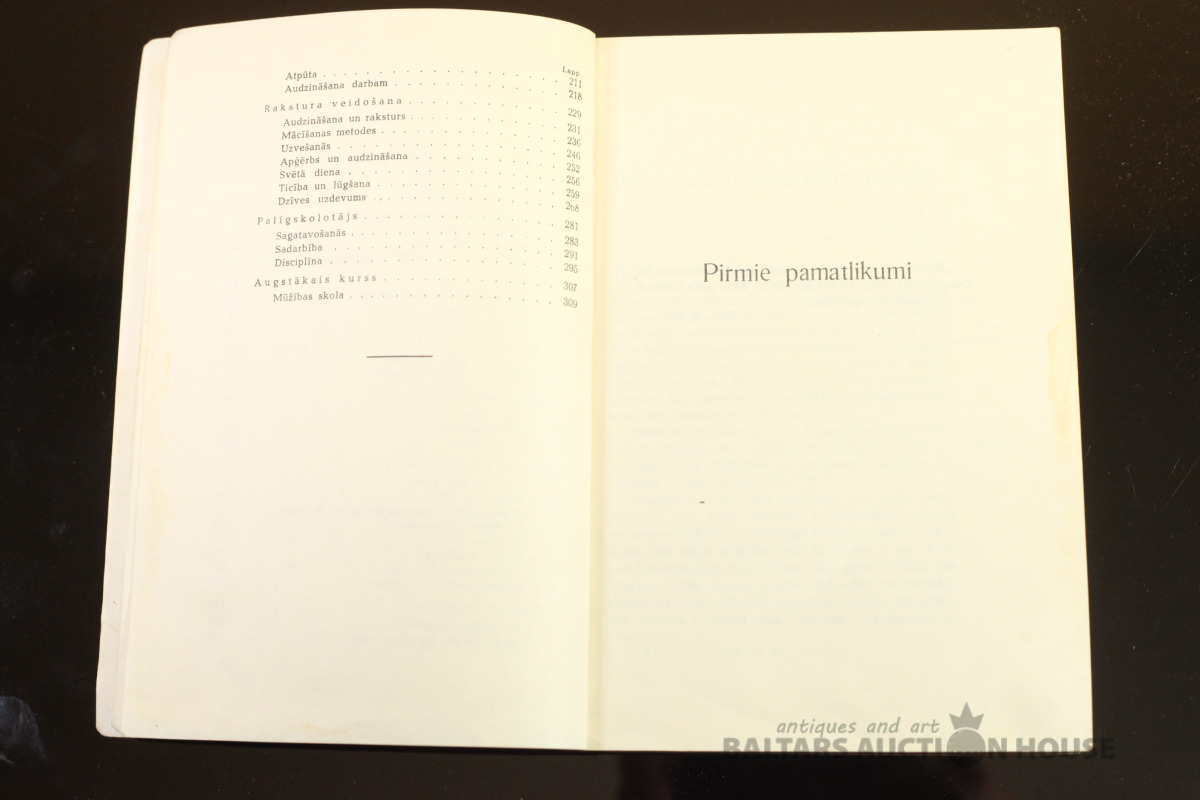 Lapp.
Atpūta . . . . . . . . . . . . . . . . . 211
Audzināšana darbam . . . . . . . . . . . . 218
Rakstura veidošana . . . . . . . . . . . 229
Audzināšana un raksturs . . . . . . . . . . 231
Mācīšanas metodes . . . . . . . . . . . . 236
Uzvešanās . . . . . . . . . . . . . . . 246
Apģērbs un audzināšana . . . . . . . . . . 252
Svētā diena . . . . . . . . . . . . . . 256
Ticība un lūgšana . . . . . . . . . . . . 259
Dzīves uzdevums . . . . . . . . . . . . . 268
Palīgskolotājs . . . . . . . . . . . . . 281
Sagatavošanās . . . . . . . . . . . . . 283
Sadarbība . . . . . . . . . . . . . . . 291
Disciplīna . . . . . . . . . . . . . . . 295
Augstākais kurss . . . . . . . . . . . . 307
Mūžības skola . . . . . . . . . . . . . 309
Pirmie pamatlikumi
antiques and art
BALTARS AUCTION HOUSE